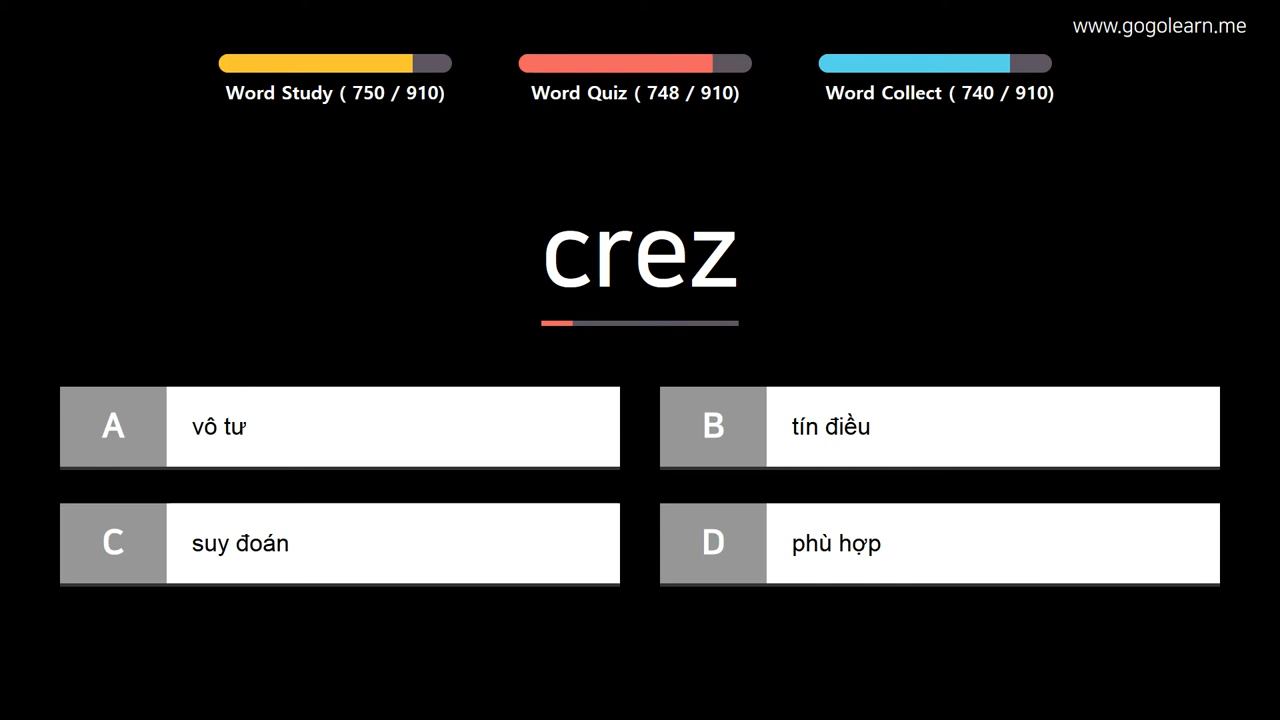 www.gogolearn.me
Word Study ( 750 / 910)
Word Quiz ( 748 / 910)
Word Collect ( 740 / 910)
crez
A
vô tư
B
tín điều
C
suy đoán
D
phù hợp